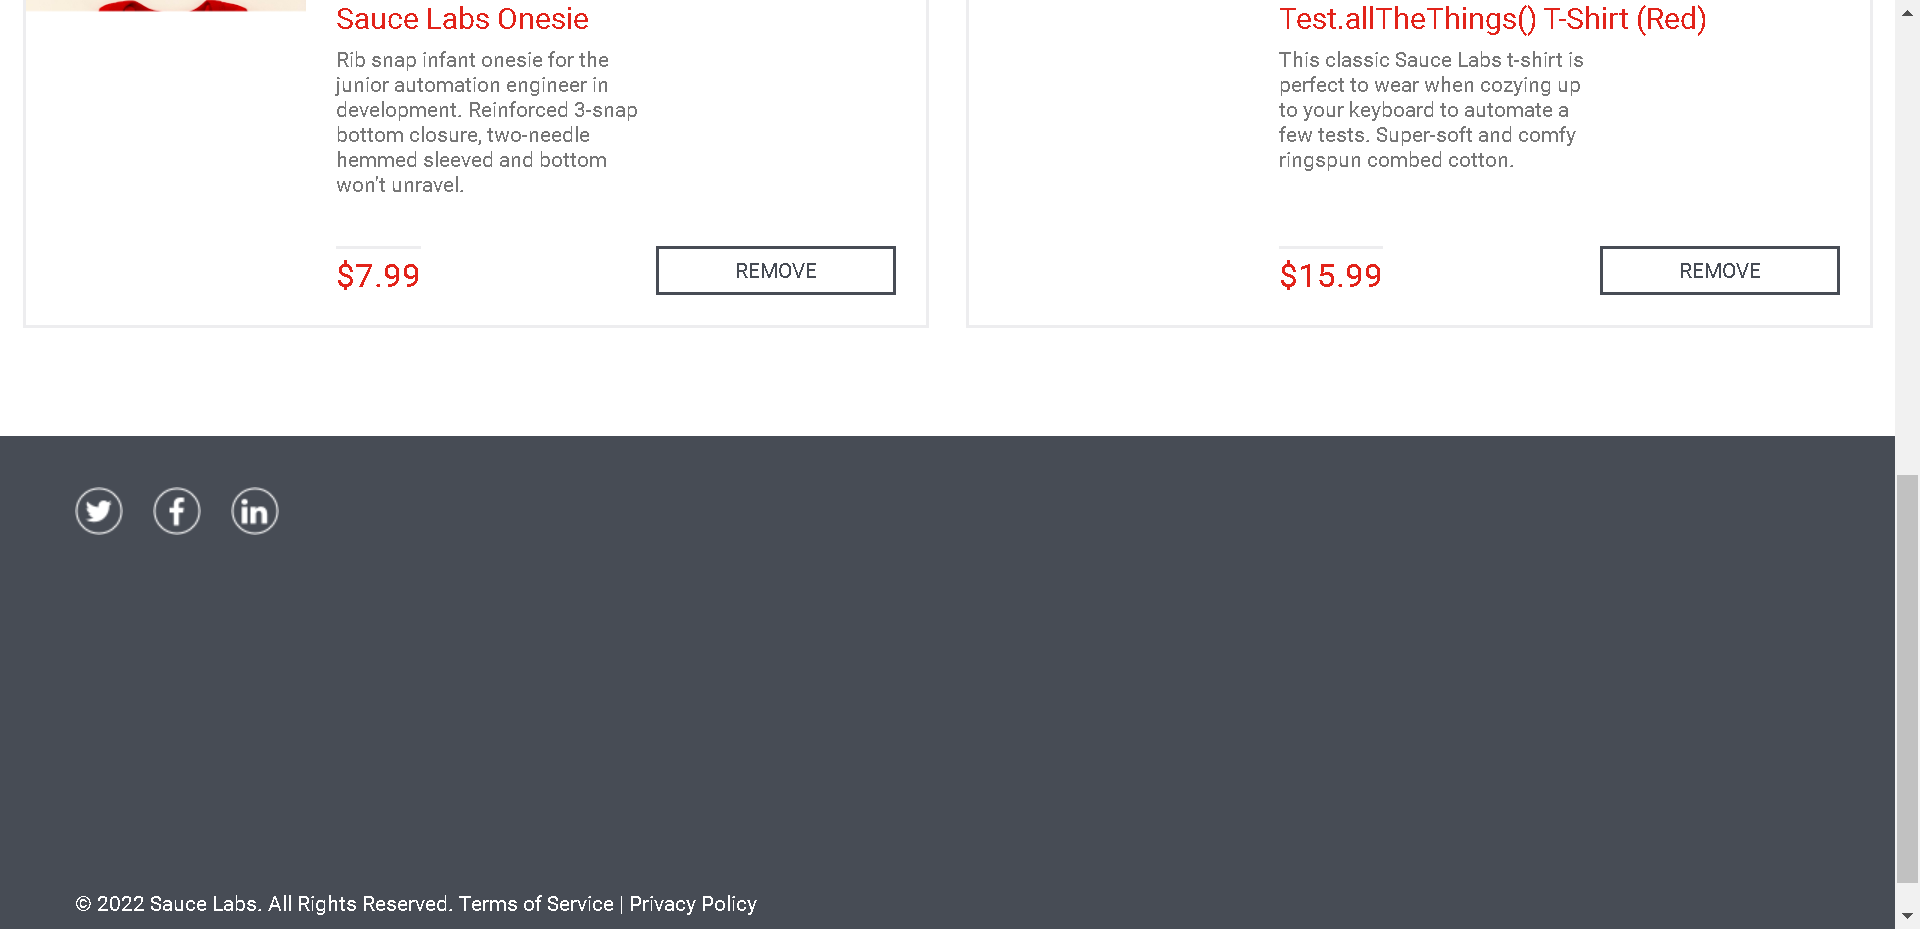 Sauce Labs Onesie
Rib snap infant onesie for the
junior automation engineer in
development. Reinforced 3-snap
bottom closure, two-needle
hemmed sleeved and bottom
won't unravel.
$7.99
REMOVE
Test.allTheThings() T-Shirt (Red)
This classic Sauce Labs t-shirt is
perfect to wear when cozying up
to your keyboard to automate a
few tests. Super-soft and comfy
ringspun combed cotton.
$15.99
REMOVE
© 2022 Sauce Labs. All Rights Reserved. Terms of Service | Privacy Policy